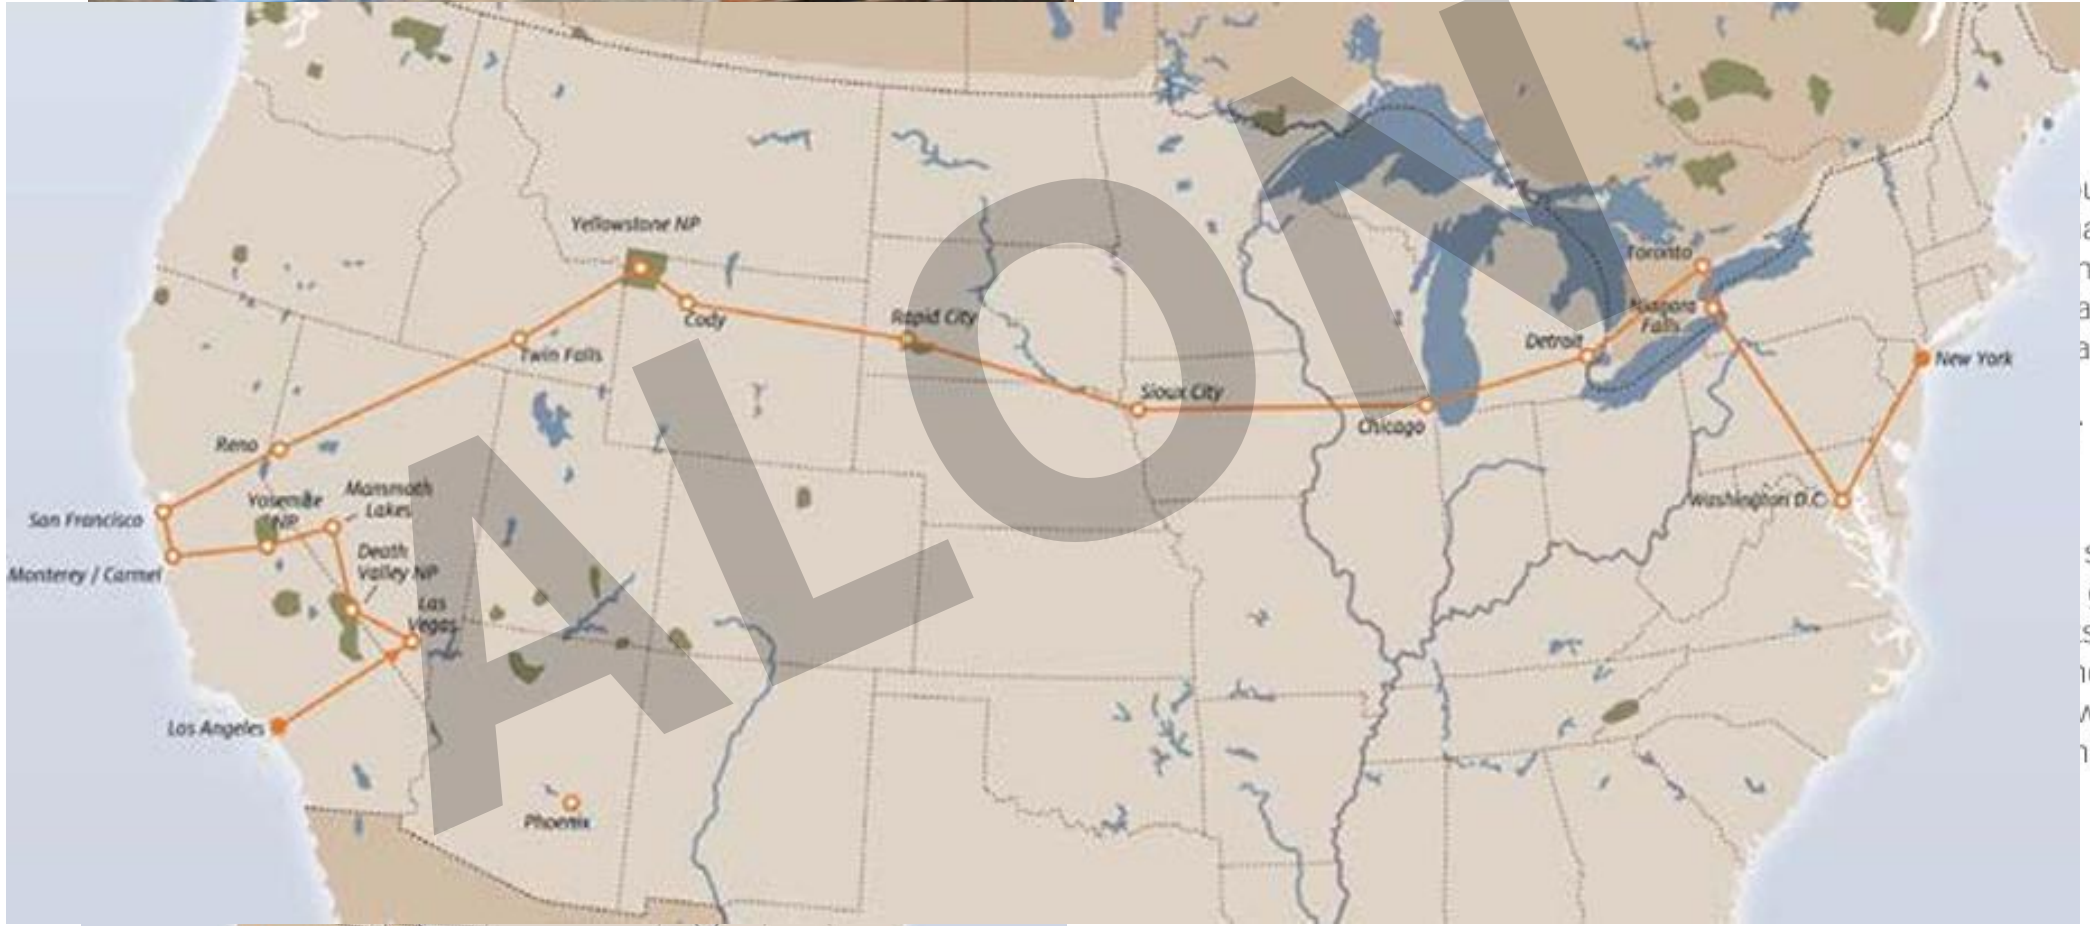 Yellowstone NP
Cody
Rapid City
Twin Falls
Sioux City
Chicago
Toronto
Niagara
Falls
Detroit
New York
Washington D.C
Reno
San Francisco
Yosemite
NP
Mammoth
Lakes
Monterey / Carmel
Death
Valley NP
Las
Vegas
Los Angeles
Phoenix
ALON